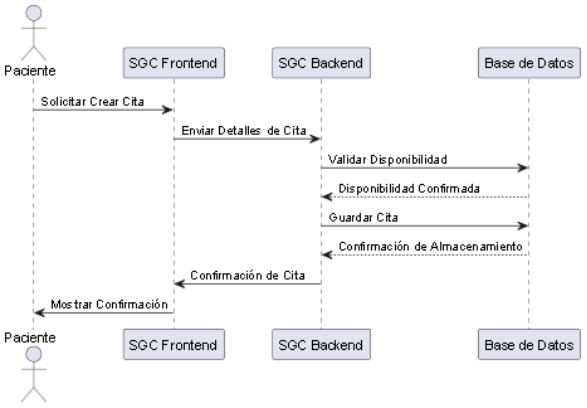 Paciente
SGC Frontend
SGC Backend
Base de Datos
Solicitar Crear Cita
Enviar Detalles de Cita
Validar Disponibilidad
Disponibilidad Confirmada
Guardar Cita
Confirmación de Almacenamiento
Confirmación de Cita
Mostrar Confirmación
Paciente
SGC Frontend
SGC Backend
Base de Datos